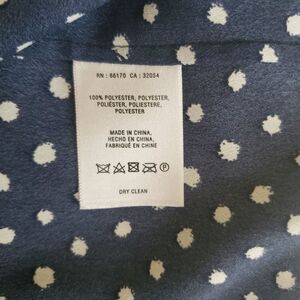 RN : 66170 CA : 32054
100% POLYESTER, POLYESTER,
POLIÉSTER, POLIESTERE,
POLYESTER
MADE IN CHINA,
HECHO EN CHINA,
FABRIQUÉ EN CHINE
P
DRY CLEAN